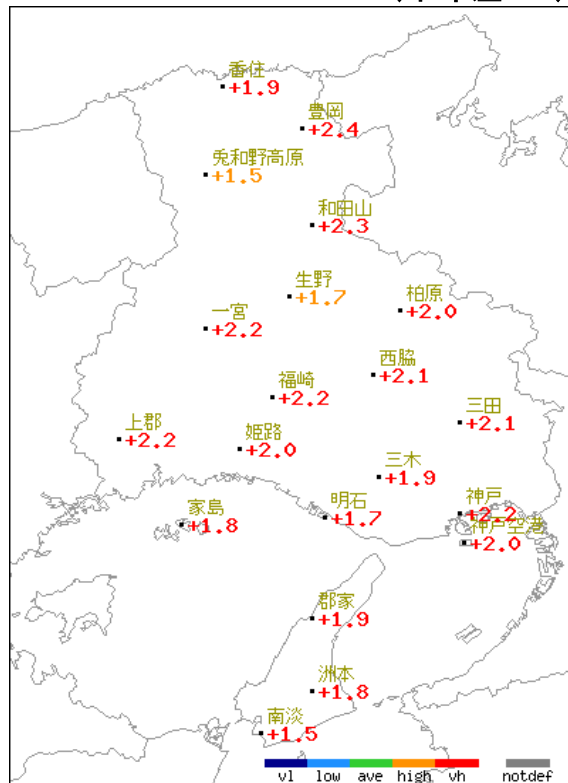 香住
+1.9
豊岡
+2.4
兎和野高原
+1.5
和田山
+2.3
生野
+1.7
柏原
+2.0
一宮
+2.2
西脇
+2.1
福崎
+2.2
三田
+2.1
上郡
+2.2
姫路
+2.0
三木
+1.9
家島
+1.8
明石
+1.7
神戸
+2.2
神戸空港
+2.0
郡家
+1.9
洲本
+1.8
南淡
+1.5
vl low ave high vh notdef